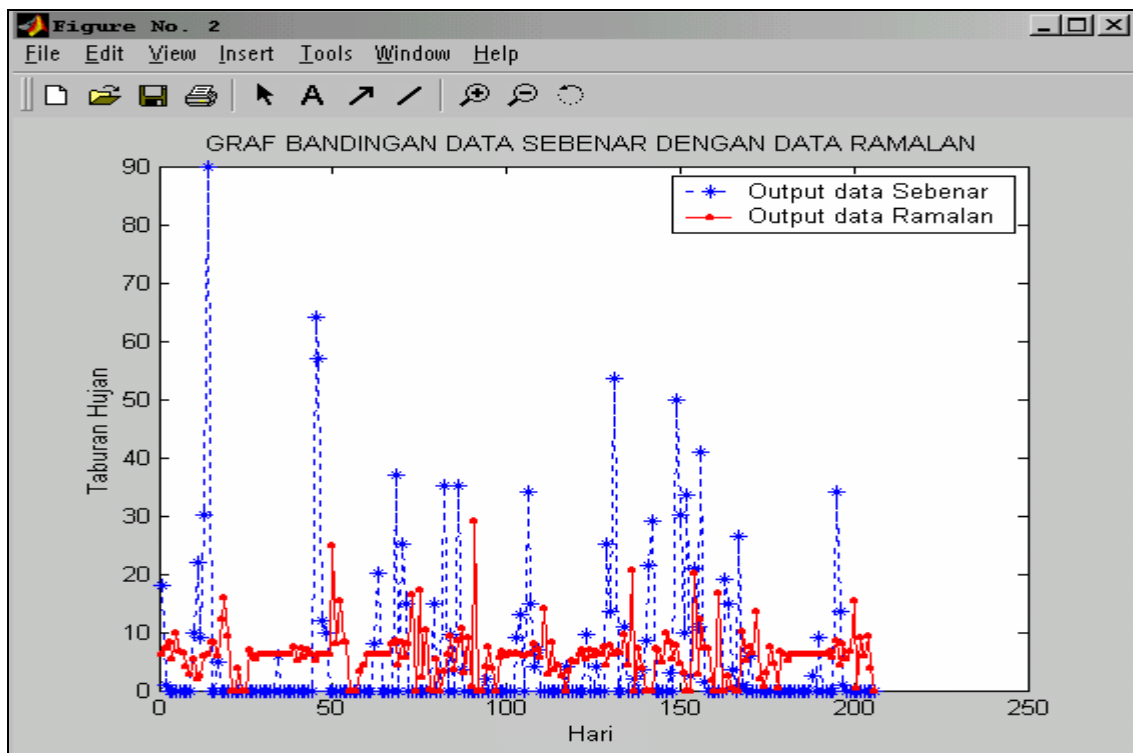 Figure No. 2
File Edit View Insert Tools Window Help
A
GRAF BANDINGAN DATA SEBENAR DENGAN DATA RAMALAN
Output data Sebenar
Output data Ramalan
90
80
70
60
50
40
30
20
10
0
Taburan Hujan
0 50 100 150 200 250
Hari